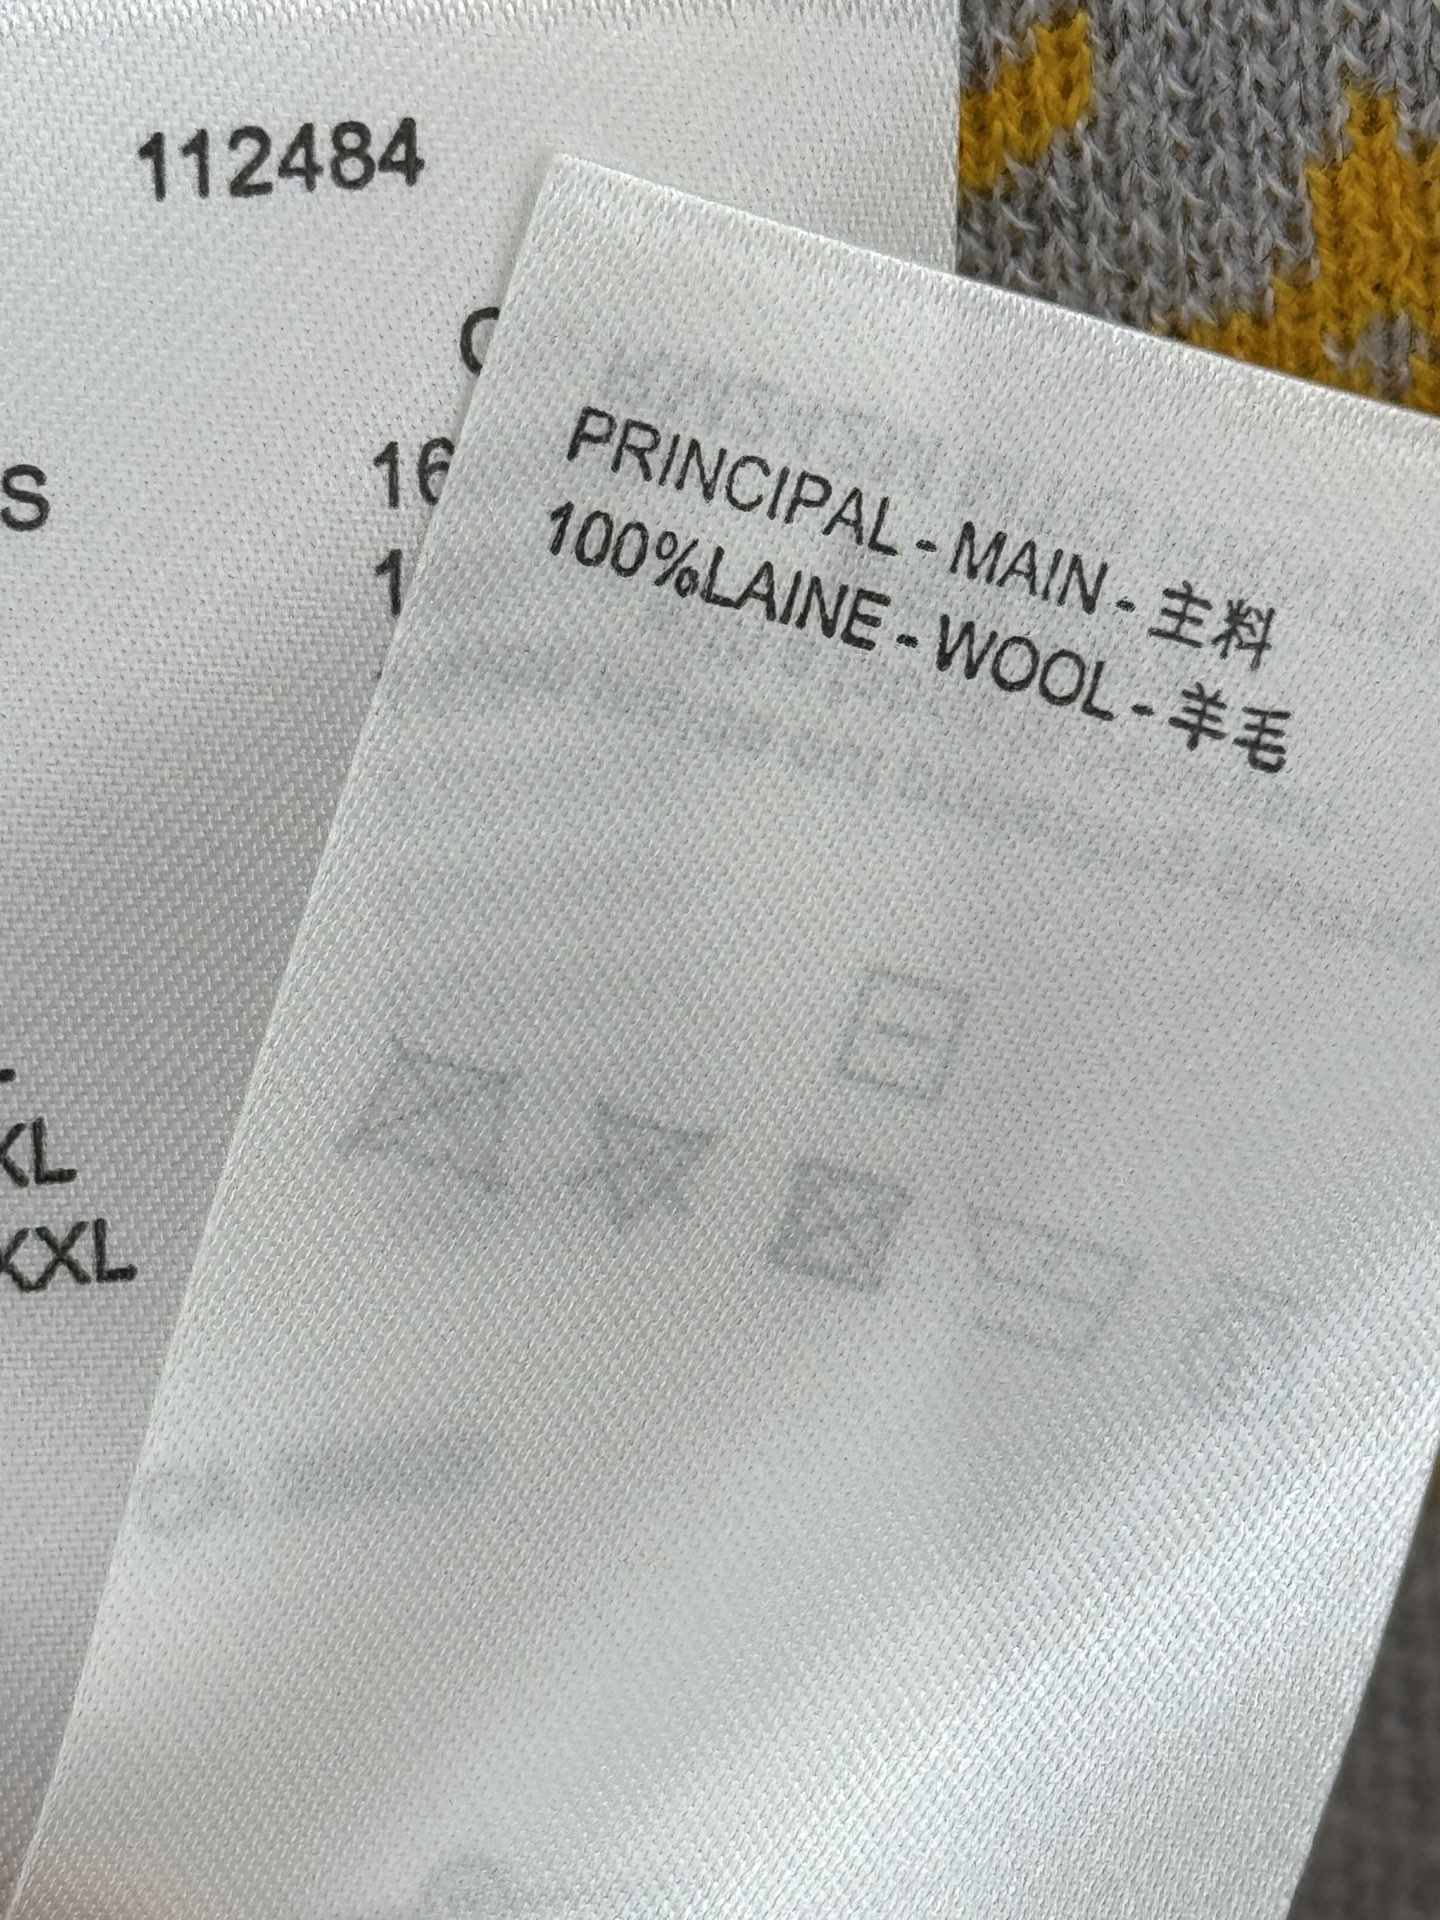 112484
S
16
1
XL
XXL
PRINCIPAL - MAIN - 主料
100%LAINE - WOOL - 羊毛